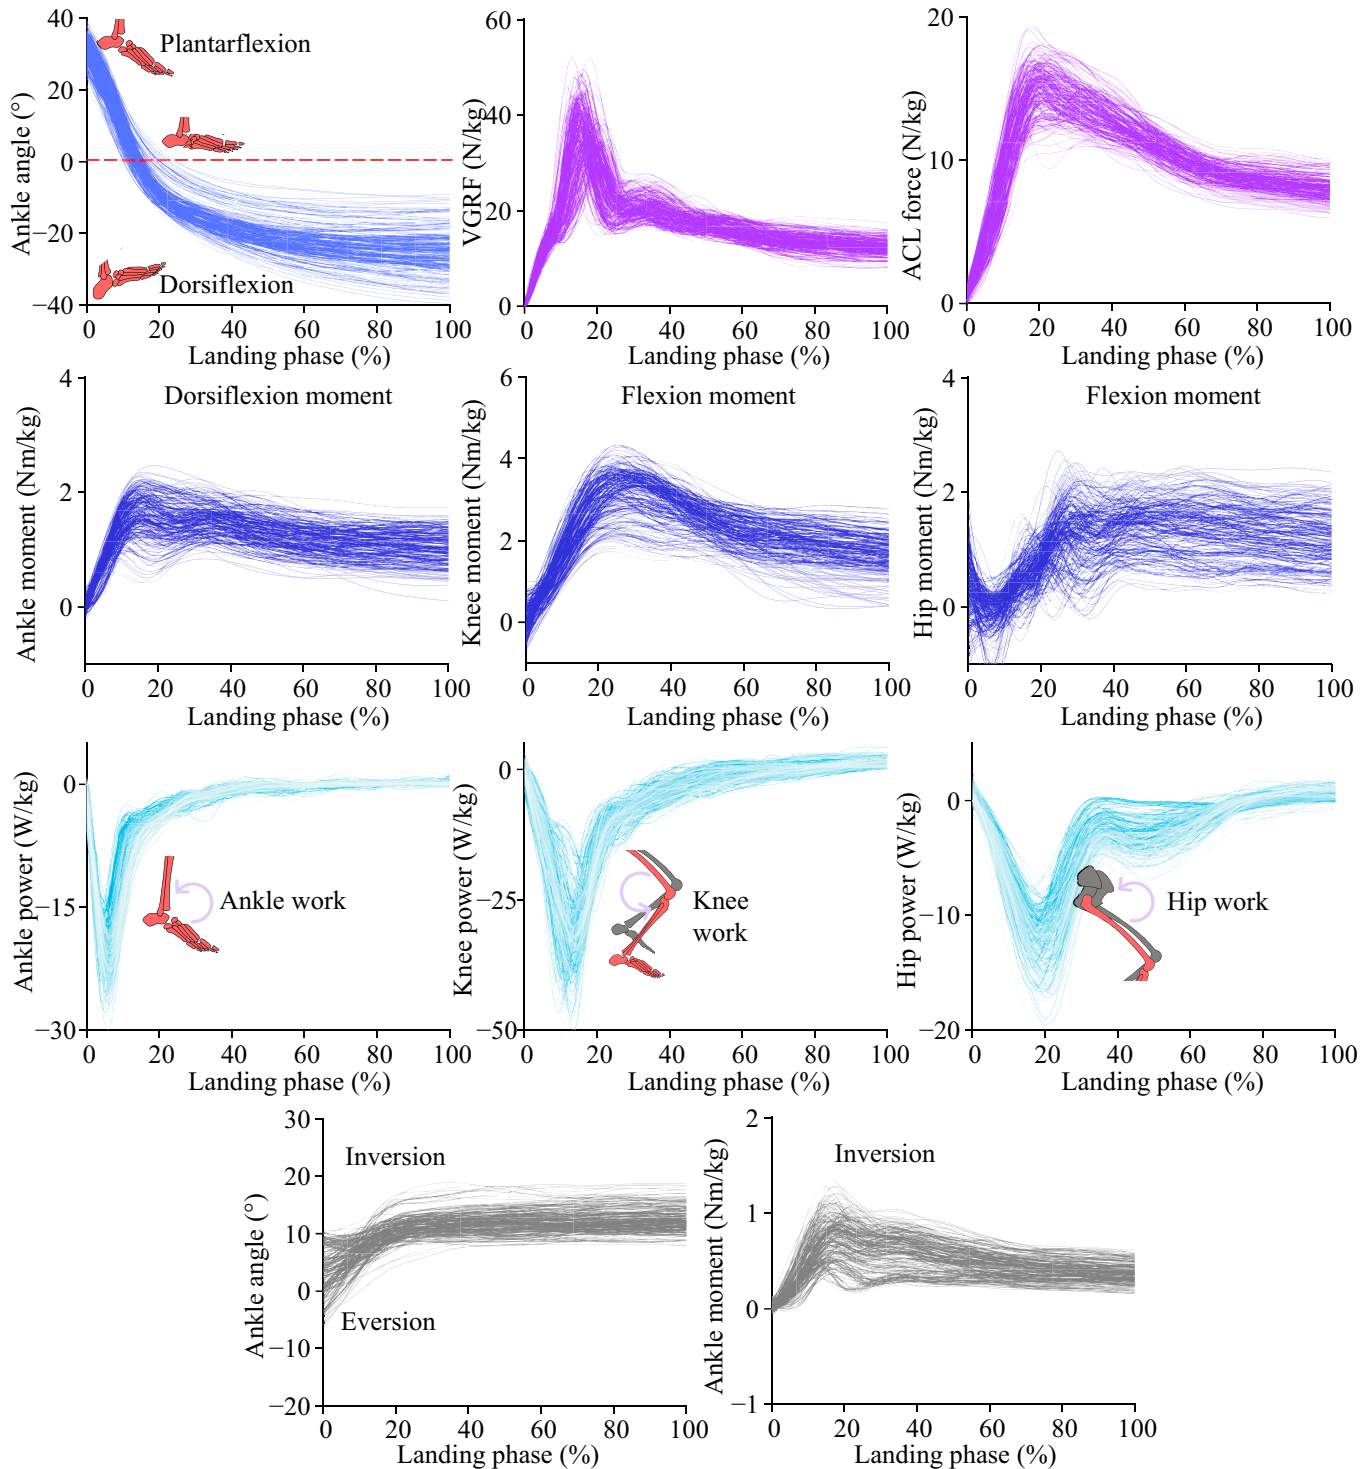 40
20
0
−20
−40
Ankle angle (°)
Plantarflexion
Dorsiflexion
0 20 40 60 80 100
Landing phase (%)
60
40
20
0
VGRF (N/kg)
0 20 40 60 80 100
Landing phase (%)
20
10
0
ACL force (N/kg)
0 20 40 60 80 100
Landing phase (%)
4
2
0
Ankle moment (Nm/kg)
Dorsiflexion moment
0 20 40 60 80 100
Landing phase (%)
6
4
2
0
Knee moment (Nm/kg)
Flexion moment
0 20 40 60 80 100
Landing phase (%)
4
2
0
Hip moment (Nm/kg)
Flexion moment
0 20 40 60 80 100
Landing phase (%)
0
−15
−30
Ankle power (W/kg)
Ankle work
0 20 40 60 80 100
Landing phase (%)
0
−25
−50
Knee power (W/kg)
Knee
work
0 20 40 60 80 100
Landing phase (%)
0
−10
−20
Hip power (W/kg)
Hip work
0 20 40 60 80 100
Landing phase (%)
30
20
10
0
−10
−20
Ankle angle (°)
Inversion
Eversion
0 20 40 60 80 100
Landing phase (%)
2
1
0
−1
Ankle moment (Nm/kg)
Inversion
0 20 40 60 80 100
Landing phase (%)